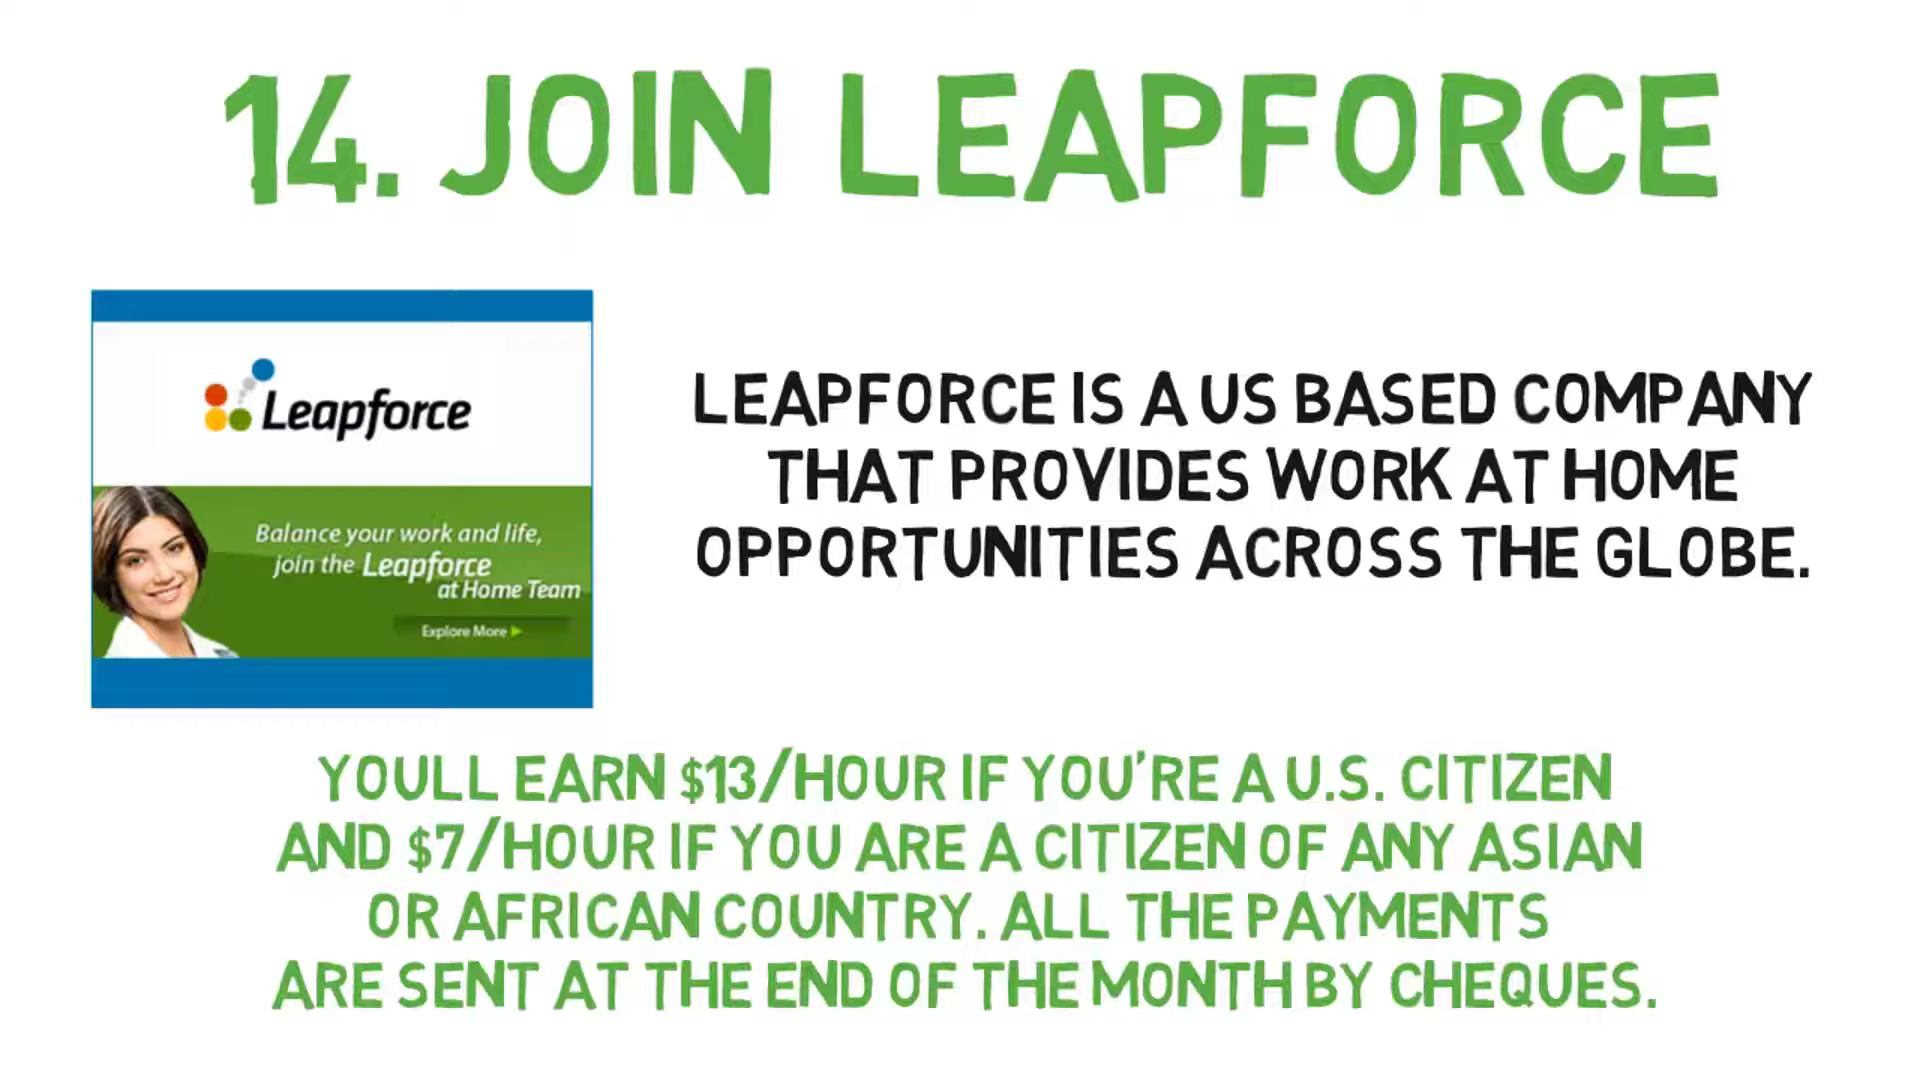 14. JOIN LEAPFORCE
Leapforce
Balance your work and life,
join the Leapforce
at Home Team
Explore More
LEAPFORCE IS A US BASED COMPANY
THAT PROVIDES WORK AT HOME
OPPORTUNITIES ACROSS THE GLOBE.
YOULL EARN $13/HOUR IF YOU'RE A U.S. CITIZEN
AND $7/HOUR IF YOU ARE A CITIZEN OF ANY ASIAN
OR AFRICAN COUNTRY. ALL THE PAYMENTS
ARE SENT AT THE END OF THE MONTH BY CHEQUES.